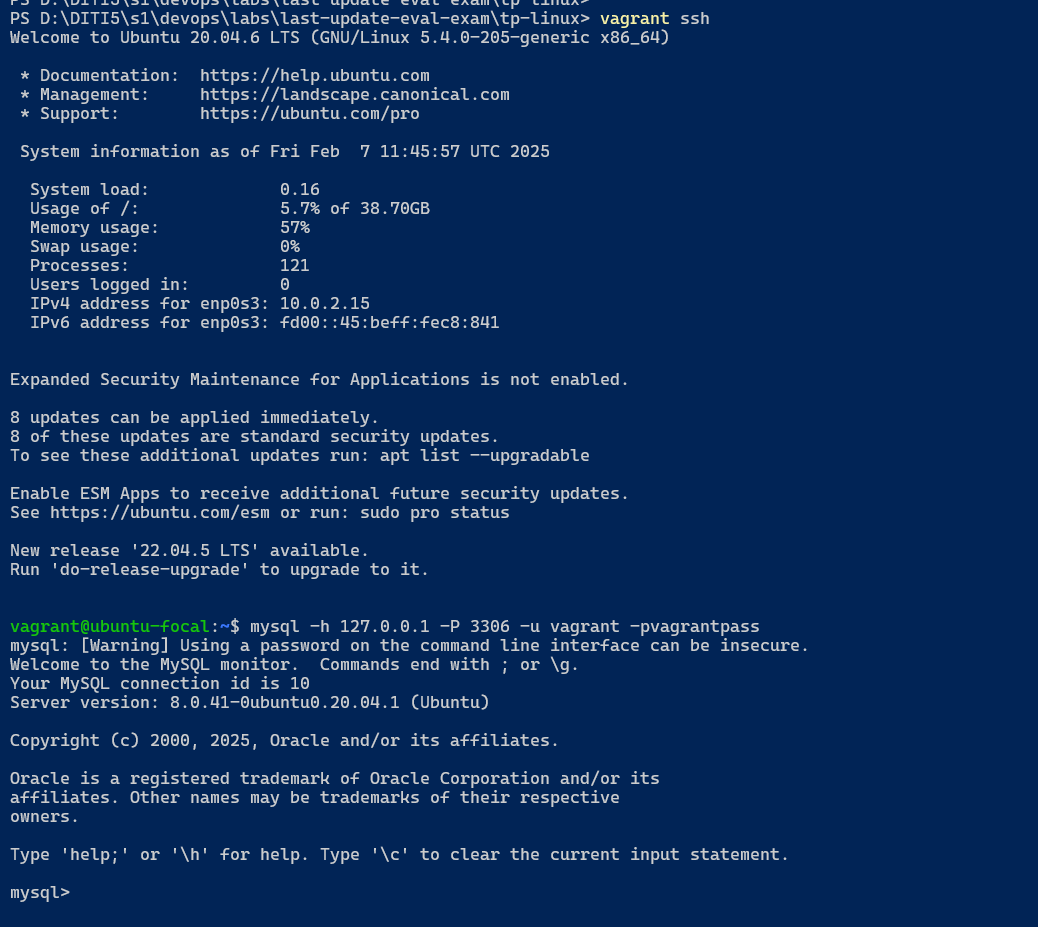 PS D:\DITI5\s1\devops\labs\last-update-eval-exam\tp-linux>
PS D:\DITI5\s1\devops\labs\last-update-eval-exam\tp-linux> vagrant ssh
Welcome to Ubuntu 20.04.6 LTS (GNU/Linux 5.4.0-205-generic x86_64)

 * Documentation:  https://help.ubuntu.com
 * Management:     https://landscape.canonical.com
 * Support:        https://ubuntu.com/pro

 System information as of Fri Feb  7 11:45:57 UTC 2025

  System load:             0.16
  Usage of /:              5.7% of 38.70GB
  Memory usage:            57%
  Swap usage:              0%
  Processes:               121
  Users logged in:         0
  IPv4 address for enp0s3: 10.0.2.15
  IPv6 address for enp0s3: fd00::45:beff:fec8:841

Expanded Security Maintenance for Applications is not enabled.

8 updates can be applied immediately.
8 of these updates are standard security updates.
To see these additional updates run: apt list --upgradable

Enable ESM Apps to receive additional future security updates.
See https://ubuntu.com/esm or run: sudo pro status

New release '22.04.5 LTS' available.
Run 'do-release-upgrade' to upgrade to it.

vagrant@ubuntu-focal:~$ mysql -h 127.0.0.1 -P 3306 -u vagrant -pvagrantpass
mysql: [Warning] Using a password on the command line interface can be insecure.
Welcome to the MySQL monitor.  Commands end with ; or \g.
Your MySQL connection id is 10
Server version: 8.0.41-0ubuntu0.20.04.1 (Ubuntu)

Copyright (c) 2000, 2025, Oracle and/or its affiliates.

Oracle is a registered trademark of Oracle Corporation and/or its
affiliates. Other names may be trademarks of their respective
owners.

Type 'help;' or '\h' for help. Type '\c' to clear the current input statement.

mysql>